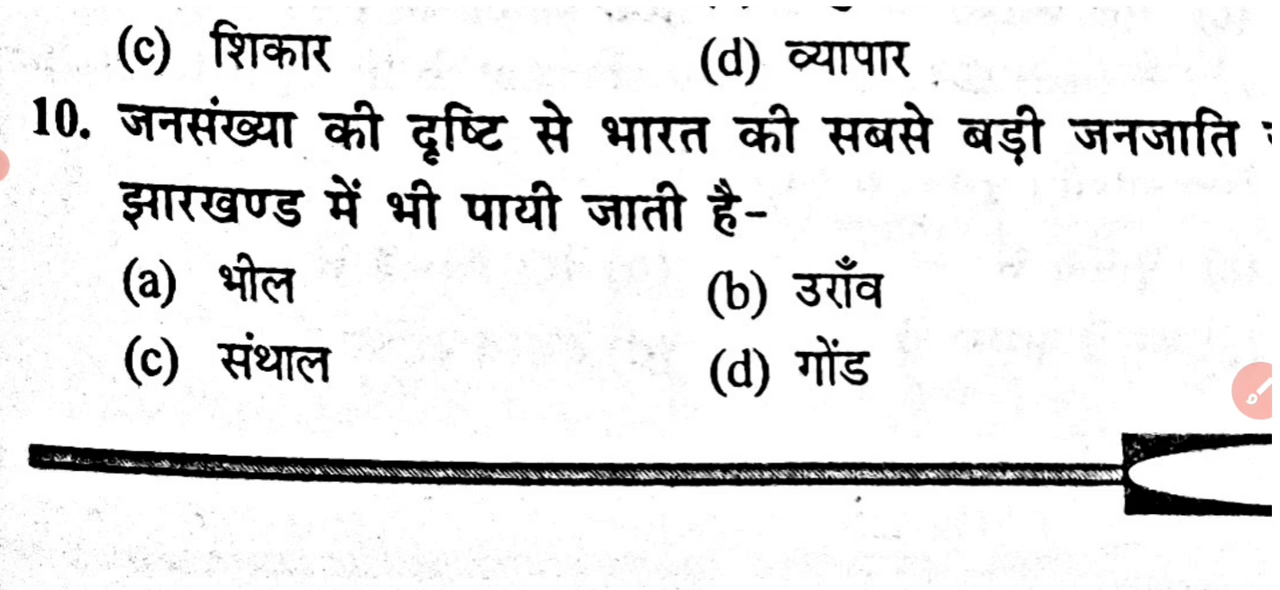 (c) शिकार (d) व्यापार
10. जनसंख्या की दृष्टि से भारत की सबसे बड़ी जनजाति
झारखण्ड में भी पायी जाती है-
(a) भील (b) उराँव
(c) संथाल (d) गोंड